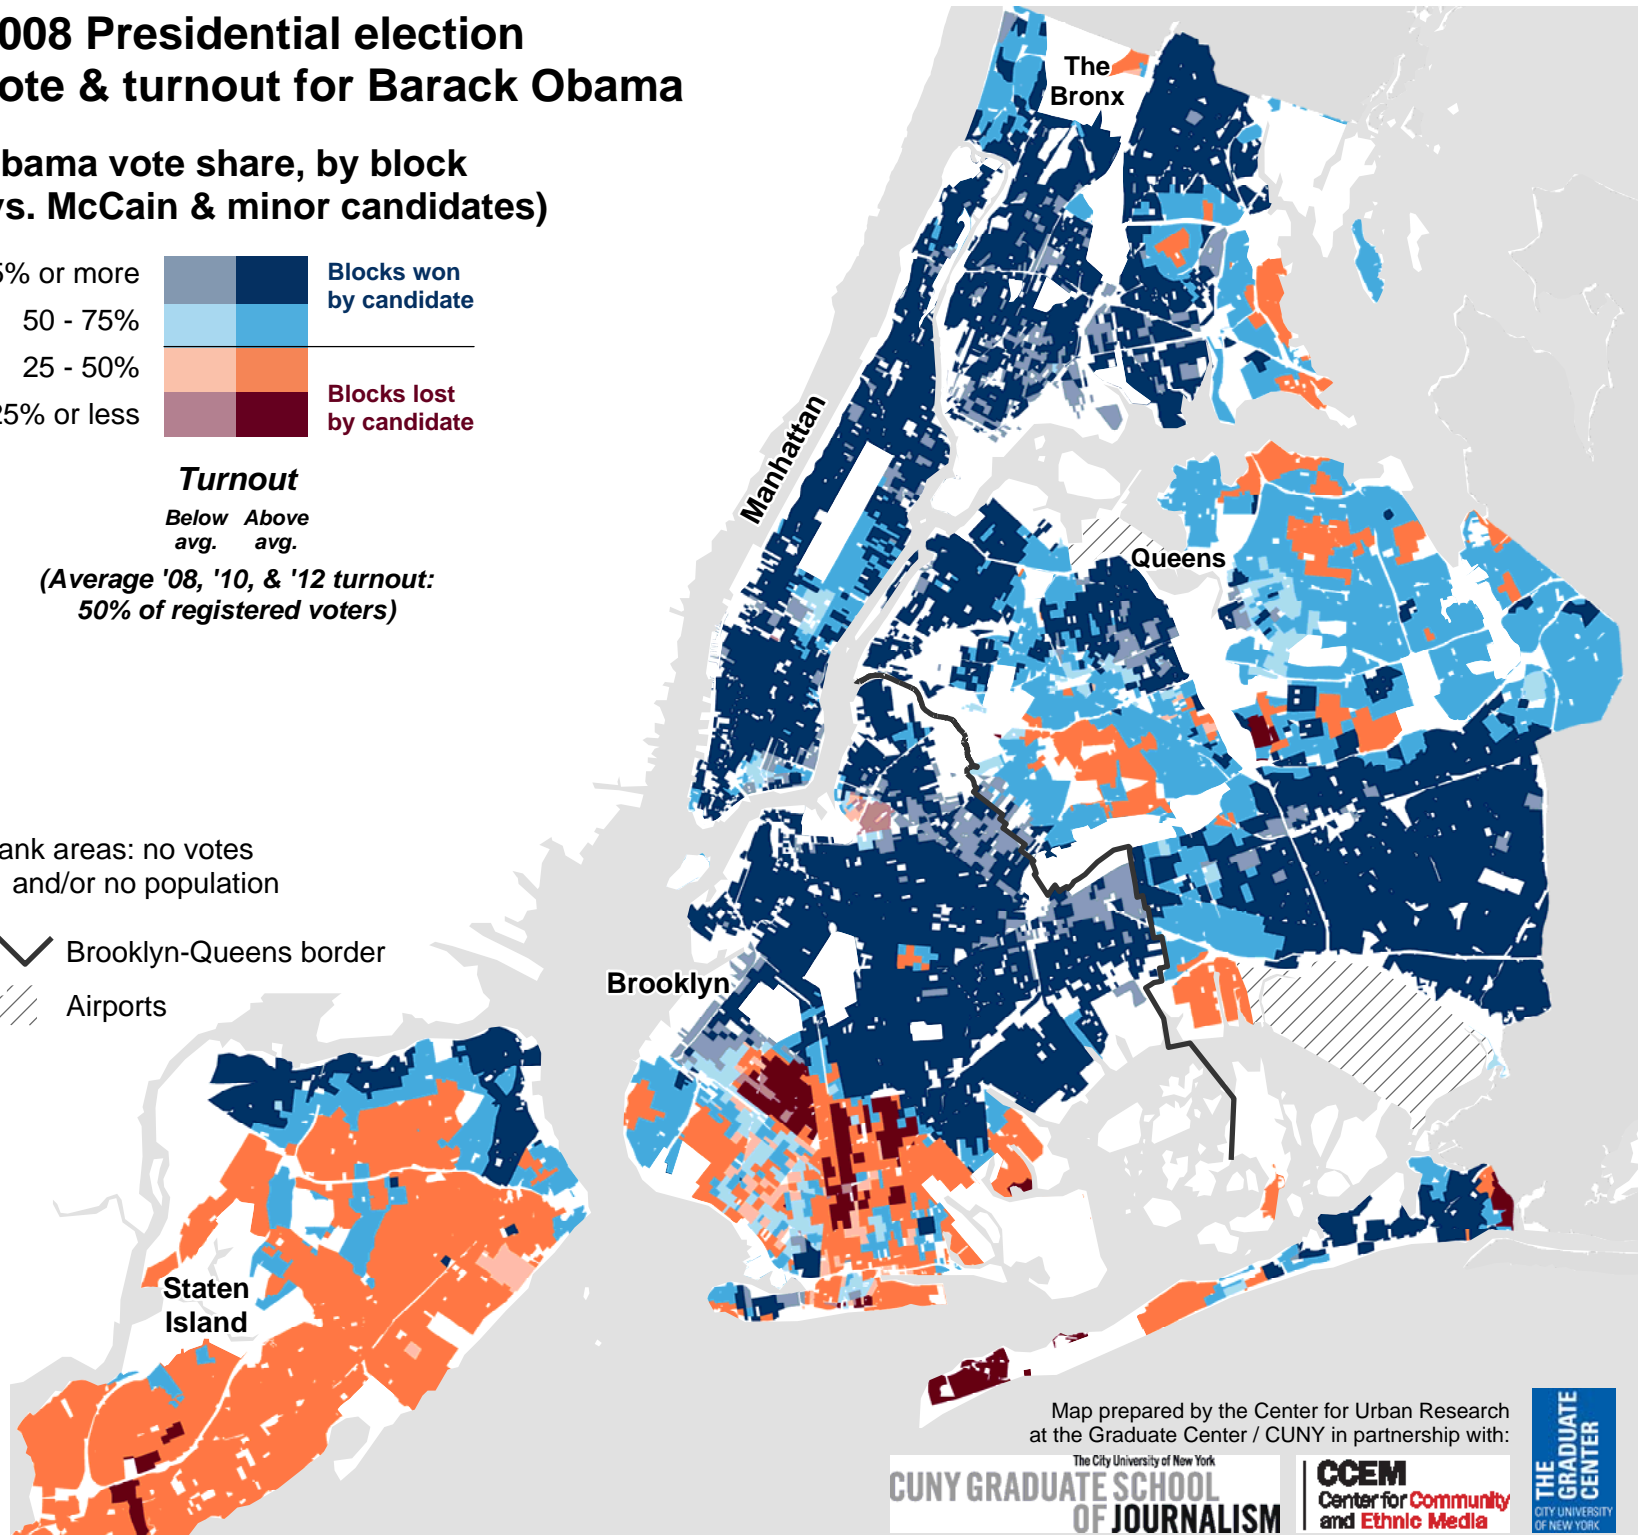 008 Presidential election
ote & turnout for Barack Obama
bama vote share, by block
vs. McCain & minor candidates)
5% or more
50 - 75%
25 - 50%
25% or less
Blocks won
by candidate
Blocks lost
by candidate
Turnout
Below Above
avg. avg.
(Average '08, '10, & '12 turnout:
50% of registered voters)
ank areas: no votes
and/or no population
Brooklyn-Queens border
Airports
The
Bronx
Manhattan
Queens
Brooklyn
Staten
Island
Map prepared by the Center for Urban Research
at the Graduate Center / CUNY in partnership with:
The City University of New York
CUNY GRADUATE SCHOOL
OF JOURNALISM
CCEM
Center for Community
and Ethnic Media
THE
GRADUATE
CENTER
CITY UNIVERSITY
OF NEW YORK